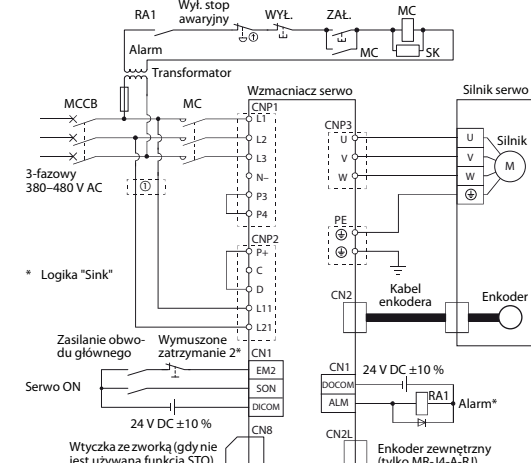 Wył. stop
awaryjny
RA1
WYŁ.
ZAŁ.
MC
①
MC
SK
Alarm
Transformator
MCCB
MC
3-fazowy
380–480 V AC
①
Wzmacniacz serwo
Silnik serwo
CNP1
L1
L2
L3
N–
P3
P4
CNP2
P+
C
D
L11
L21
CNP3
U
V
W
PE
U
V
W
Silnik
M
* Logika "Sink"
CN2
Kabel
enkodera
Enkoder
Zasilanie obwo-
du głównego
Wymuszone
zatrzymanie 2*
Serwo ON
24 V DC ±10 %
CN1
EM2
SON
DICOM
CN8
Wtyczka ze zworką (gdy nie
jest używana funkcja STO)
CN1
DOCOM
ALM
24 V DC ±10 %
RA1
Alarm*
CN2L
Enkoder zewnętrzny
(tylko MR-J4-A-RJ)